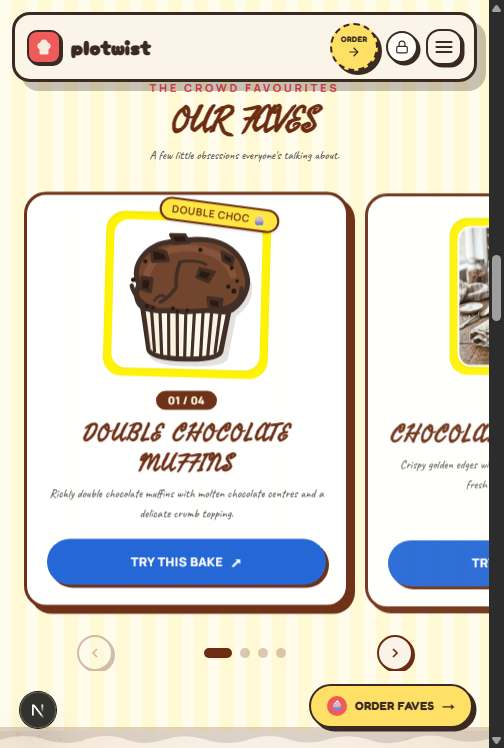 plotwist
ORDER
→
THE CROWD FAVOURITES
OUR FAVES
A few little obsessions everyone's talking about.
DOUBLE CHOC 🧁
01 / 04
DOUBLE CHOCOLATE
MUFFINS
Richly double chocolate muffins with molten chocolate centres and a
delicate crumb topping.
TRY THIS BAKE ↗
CHOCOLA
Crispy golden edges w
fresh
TR
N
ORDER FAVES →